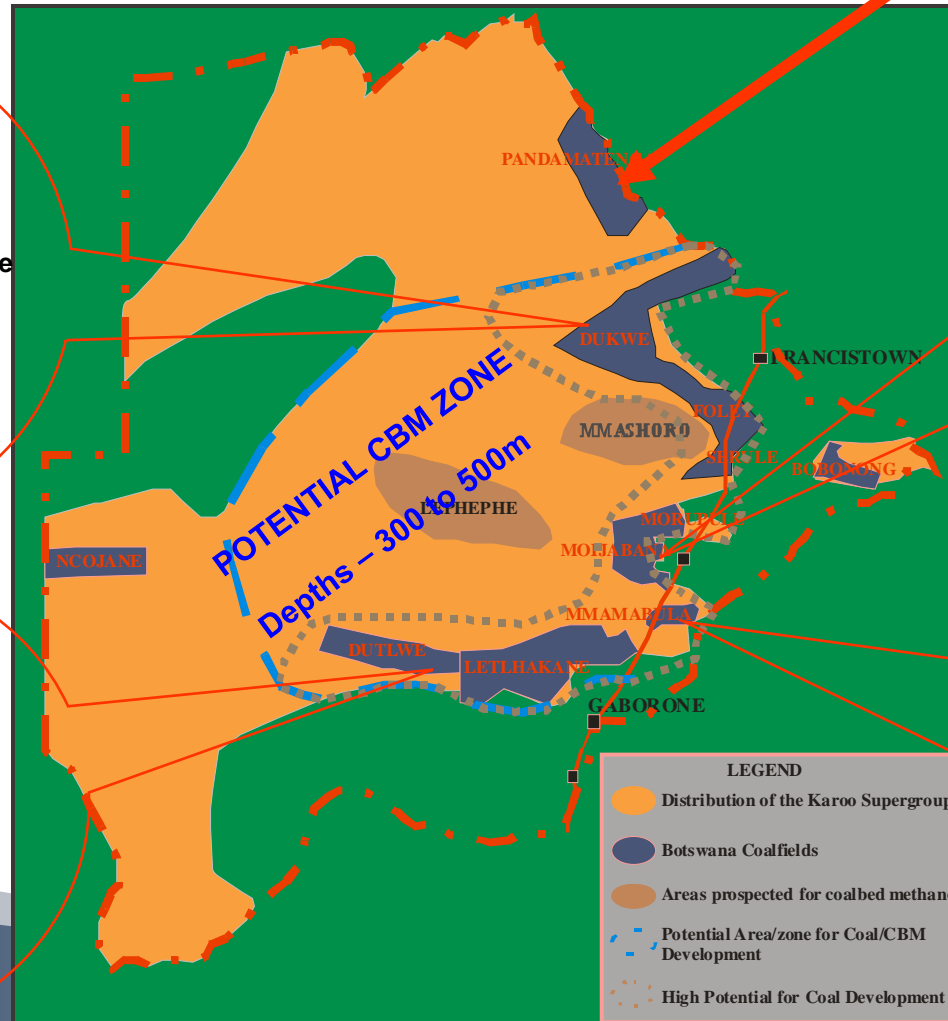 e
PANDAMATEN
DUKWE
FRANCISTOWN
POTENTIAL CBM ZONE
FOLEY
MMASHORO
SERULE
BOBONONG
Depths – 300 to 500m
LEPHEPHE
MORUPULE
MOIJABANA
NCOJANE
MMAMABULA
DUTLWE
LETLHAKANE
GABORONE
LEGEND
Distribution of the Karoo Supergroup
Botswana Coalfields
Areas prospected for coalbed methan
Potential Area/zone for Coal/CBM
Development
High Potential for Coal Development